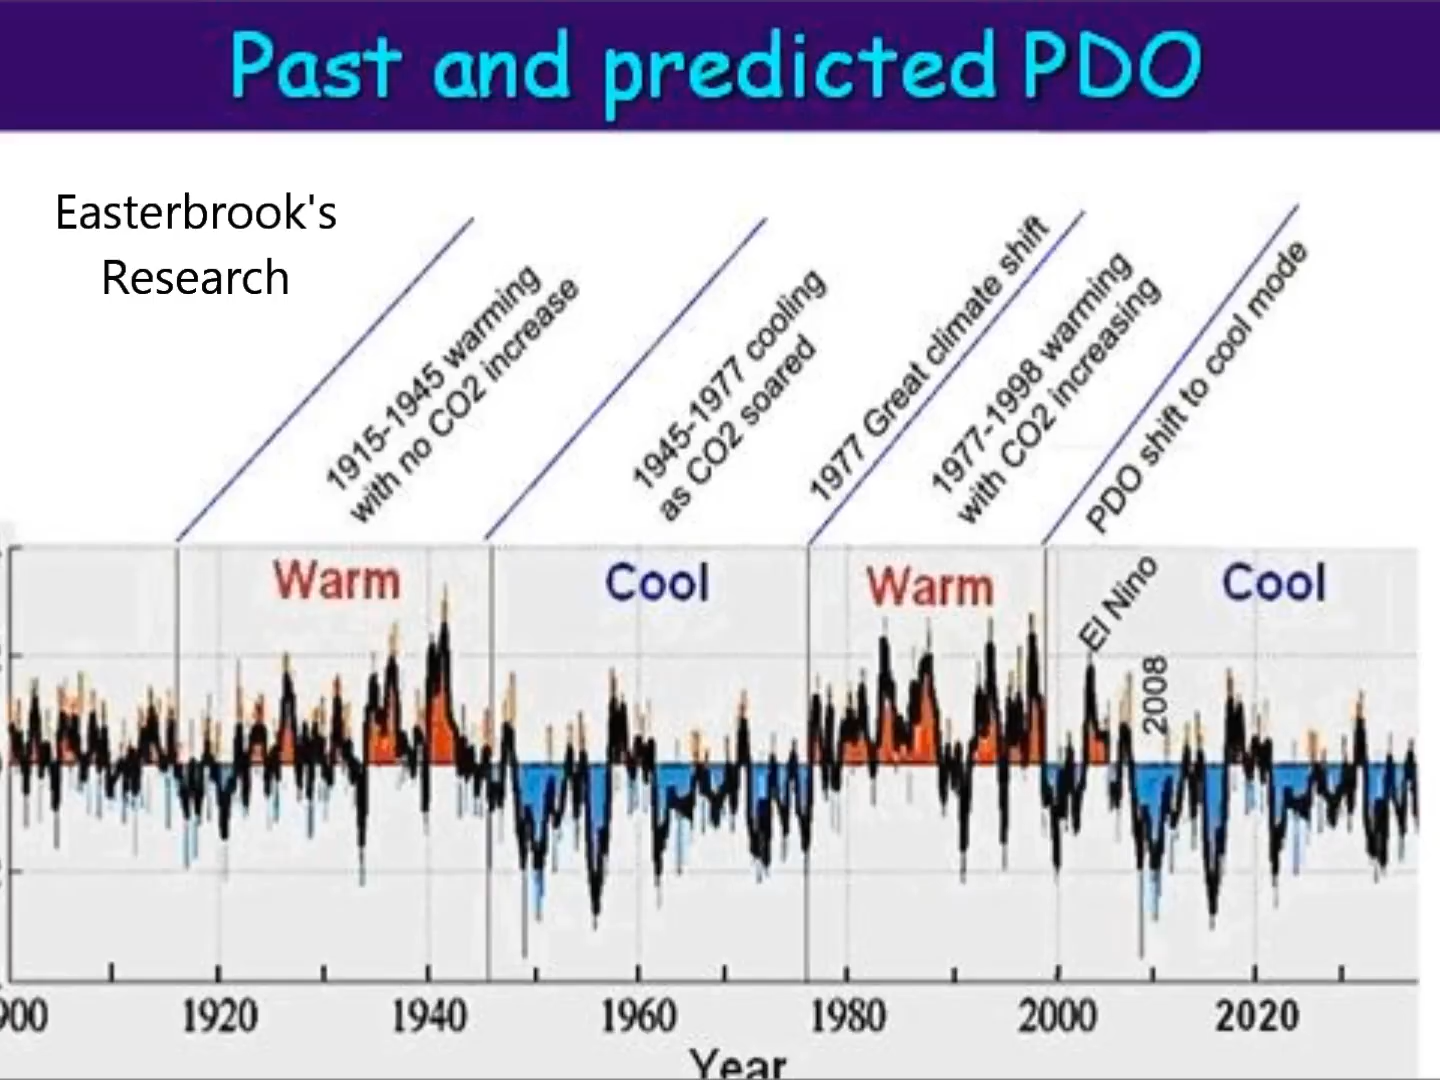 Past and predicted PDO
Easterbrook's
Research
1915-1945 warming
with no CO2 increase
1945-1977 cooling
as CO2 soared
1977 Great climate shift
1977-1998 warming
with CO2 increasing
PDO shift to cool mode
Warm
Cool
Warm
El Nino
2008
Cool
900
1920
1940
1960
1980
2000
2020
Year